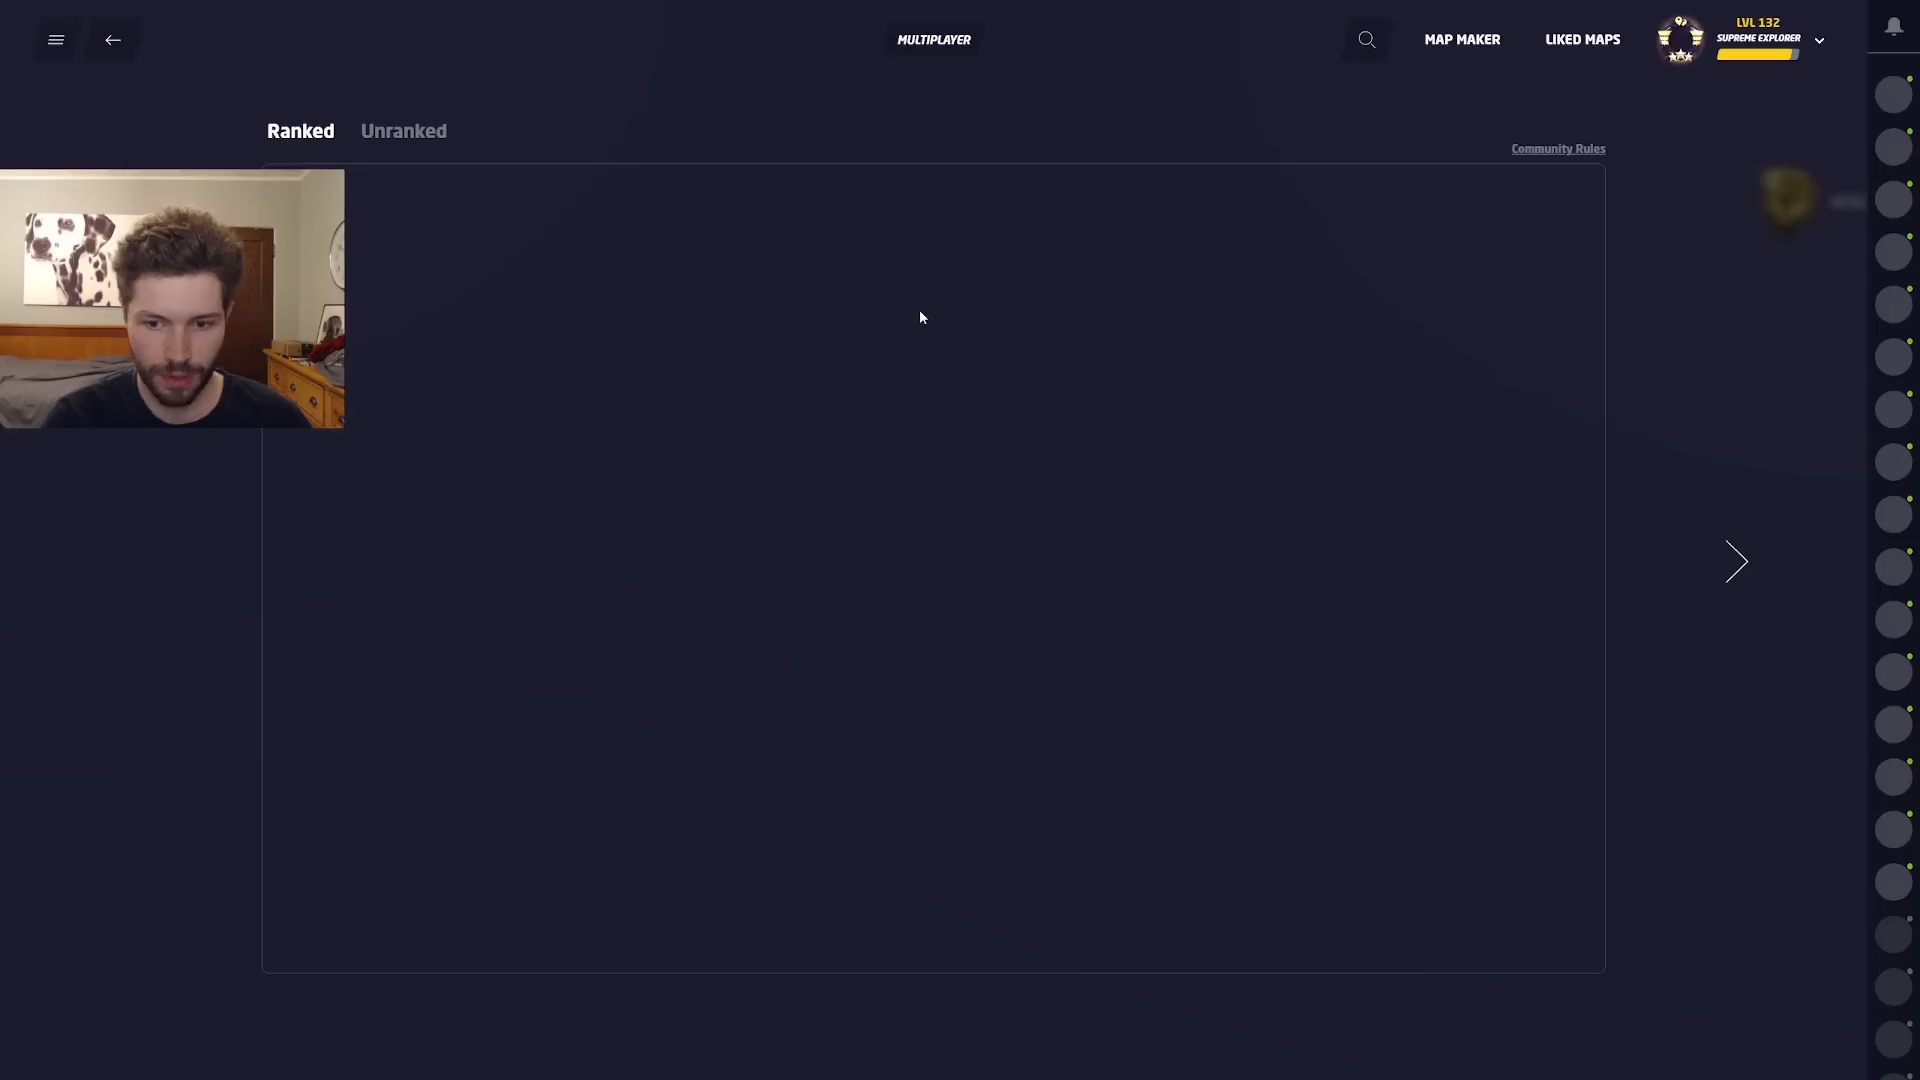 MULTIPLAYER
MAP MAKER
LIKED MAPS
LVL 132
SUPREME EXPLORER
Ranked
Unranked
Community Rules